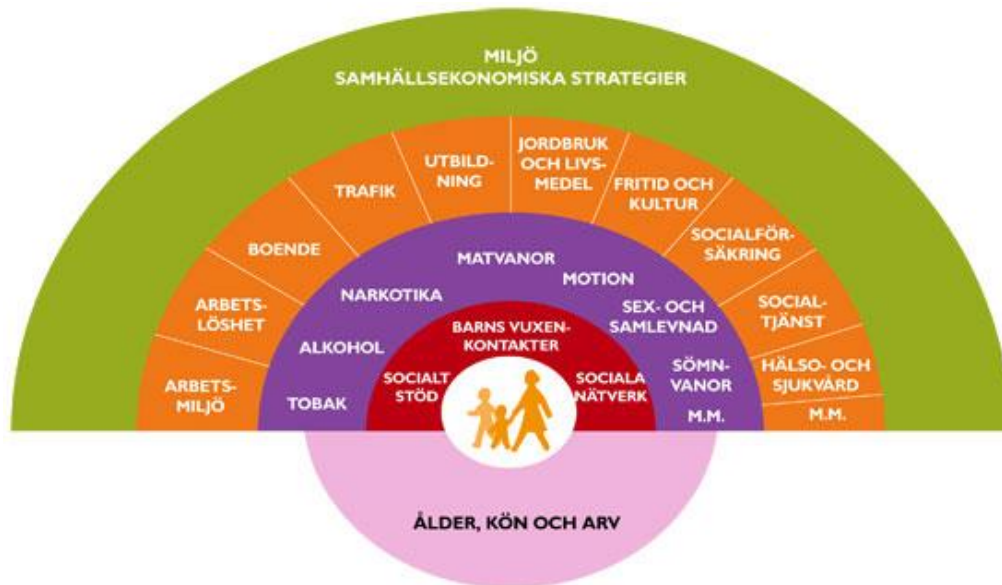 MILJÖ
SAMHÄLLSEKONOMISKA STRATEGIER
JORDBRUK
OCH LIVS-
MEDEL
UTBILD-
NING
TRAFIK
FRITID OCH
KULTUR
BOENDE
SOCIALFÖR-
SÄKRING
ARBETS-
LÖSHET
SOCIAL-
TJÄNST
ARBETS-
MILJÖ
HÄLSO- OCH
SJUKVÅRD
M.M.
MATVANOR
MOTION
NARKOTIKA
SEX- OCH
SAMLEVNAD
ALKOHOL
SÖMN-
VANOR
TOBAK
M.M.
BARNS VUXEN-
KONTAKTER
SOCIALT
STÖD
SOCIALA
NÄTVERK
ÅLDER, KÖN OCH ARV